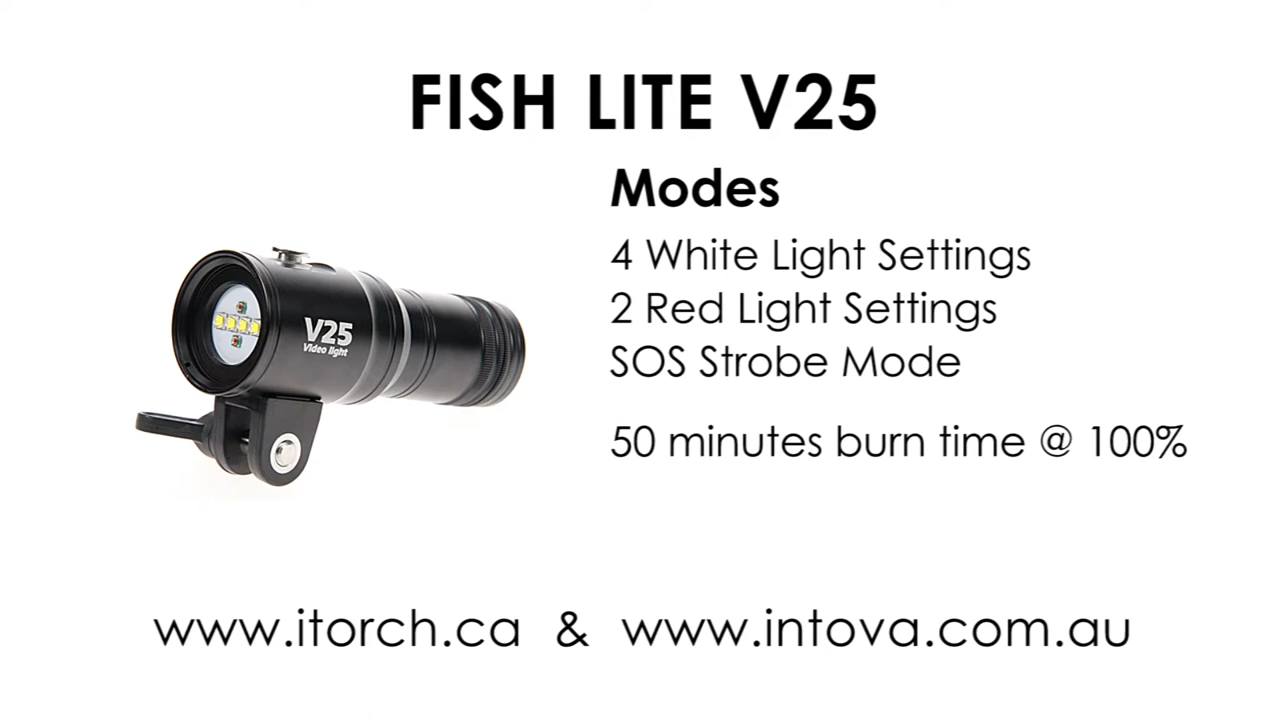 FISH LITE V25
Modes
4 White Light Settings
2 Red Light Settings
SOS Strobe Mode
50 minutes burn time @ 100%
V25
Video light
www.itorch.ca & www.intova.com.au